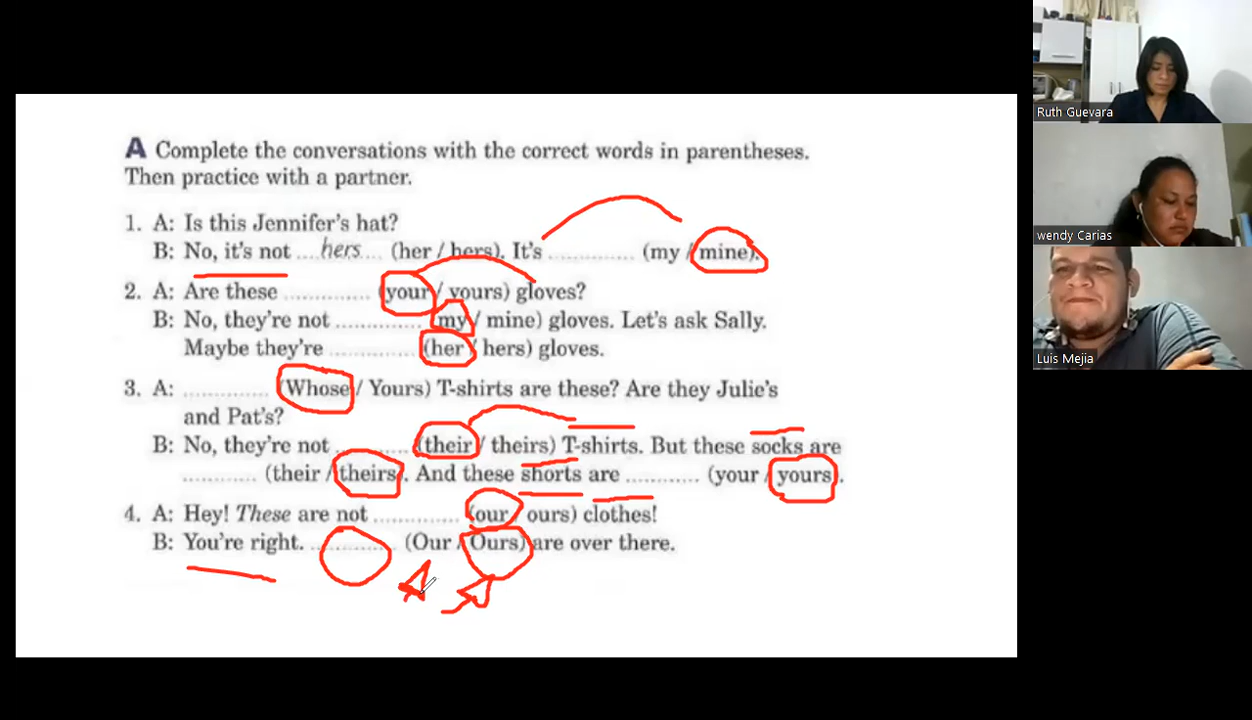 A Complete the conversations with the correct words in parentheses.
Then practice with a partner.
1. A: Is this Jennifer's hat?
B: No, it's not ....hers.... (her / hers). It's .............. (my / mine).
2. A: Are these .............. (your / yours) gloves?
B: No, they're not .............. (my / mine) gloves. Let's ask Sally.
Maybe they're .............. (her / hers) gloves.
3. A: .............. (Whose / Yours) T-shirts are these? Are they Julie's
and Pat's?
B: No, they're not .............. (their / theirs) T-shirts. But these socks are
.............. (their / theirs). And these shorts are .............. (your / yours).
4. A: Hey! These are not .............. (our / ours) clothes!
B: You're right. .............. (Our / Ours) are over there.
Ruth Guevara
wendy Carias
Luis Mejia